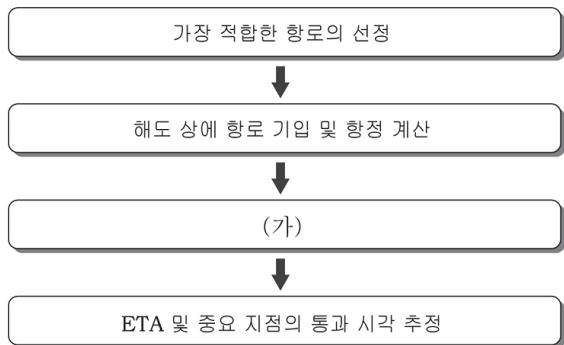 가장 적합한 항로의 선정
해도 상에 항로 기입 및 항정 계산
(가)
ETA 및 중요 지점의 통과 시각 추정